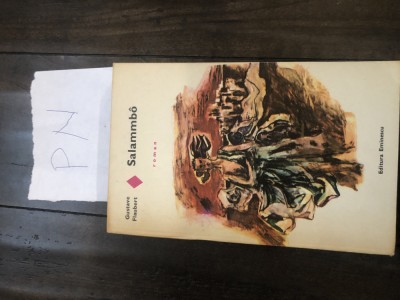 PN
Gustave
Flaubert
Salammbô
roman
Editura Eminescu